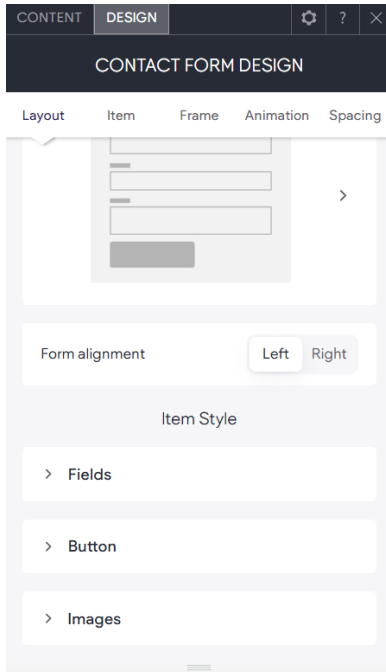 CONTENT DESIGN ?
CONTACT FORM DESIGN
Layout Item Frame Animation Spacing
Form alignment Left Right
Item Style
Fields
Button
Images